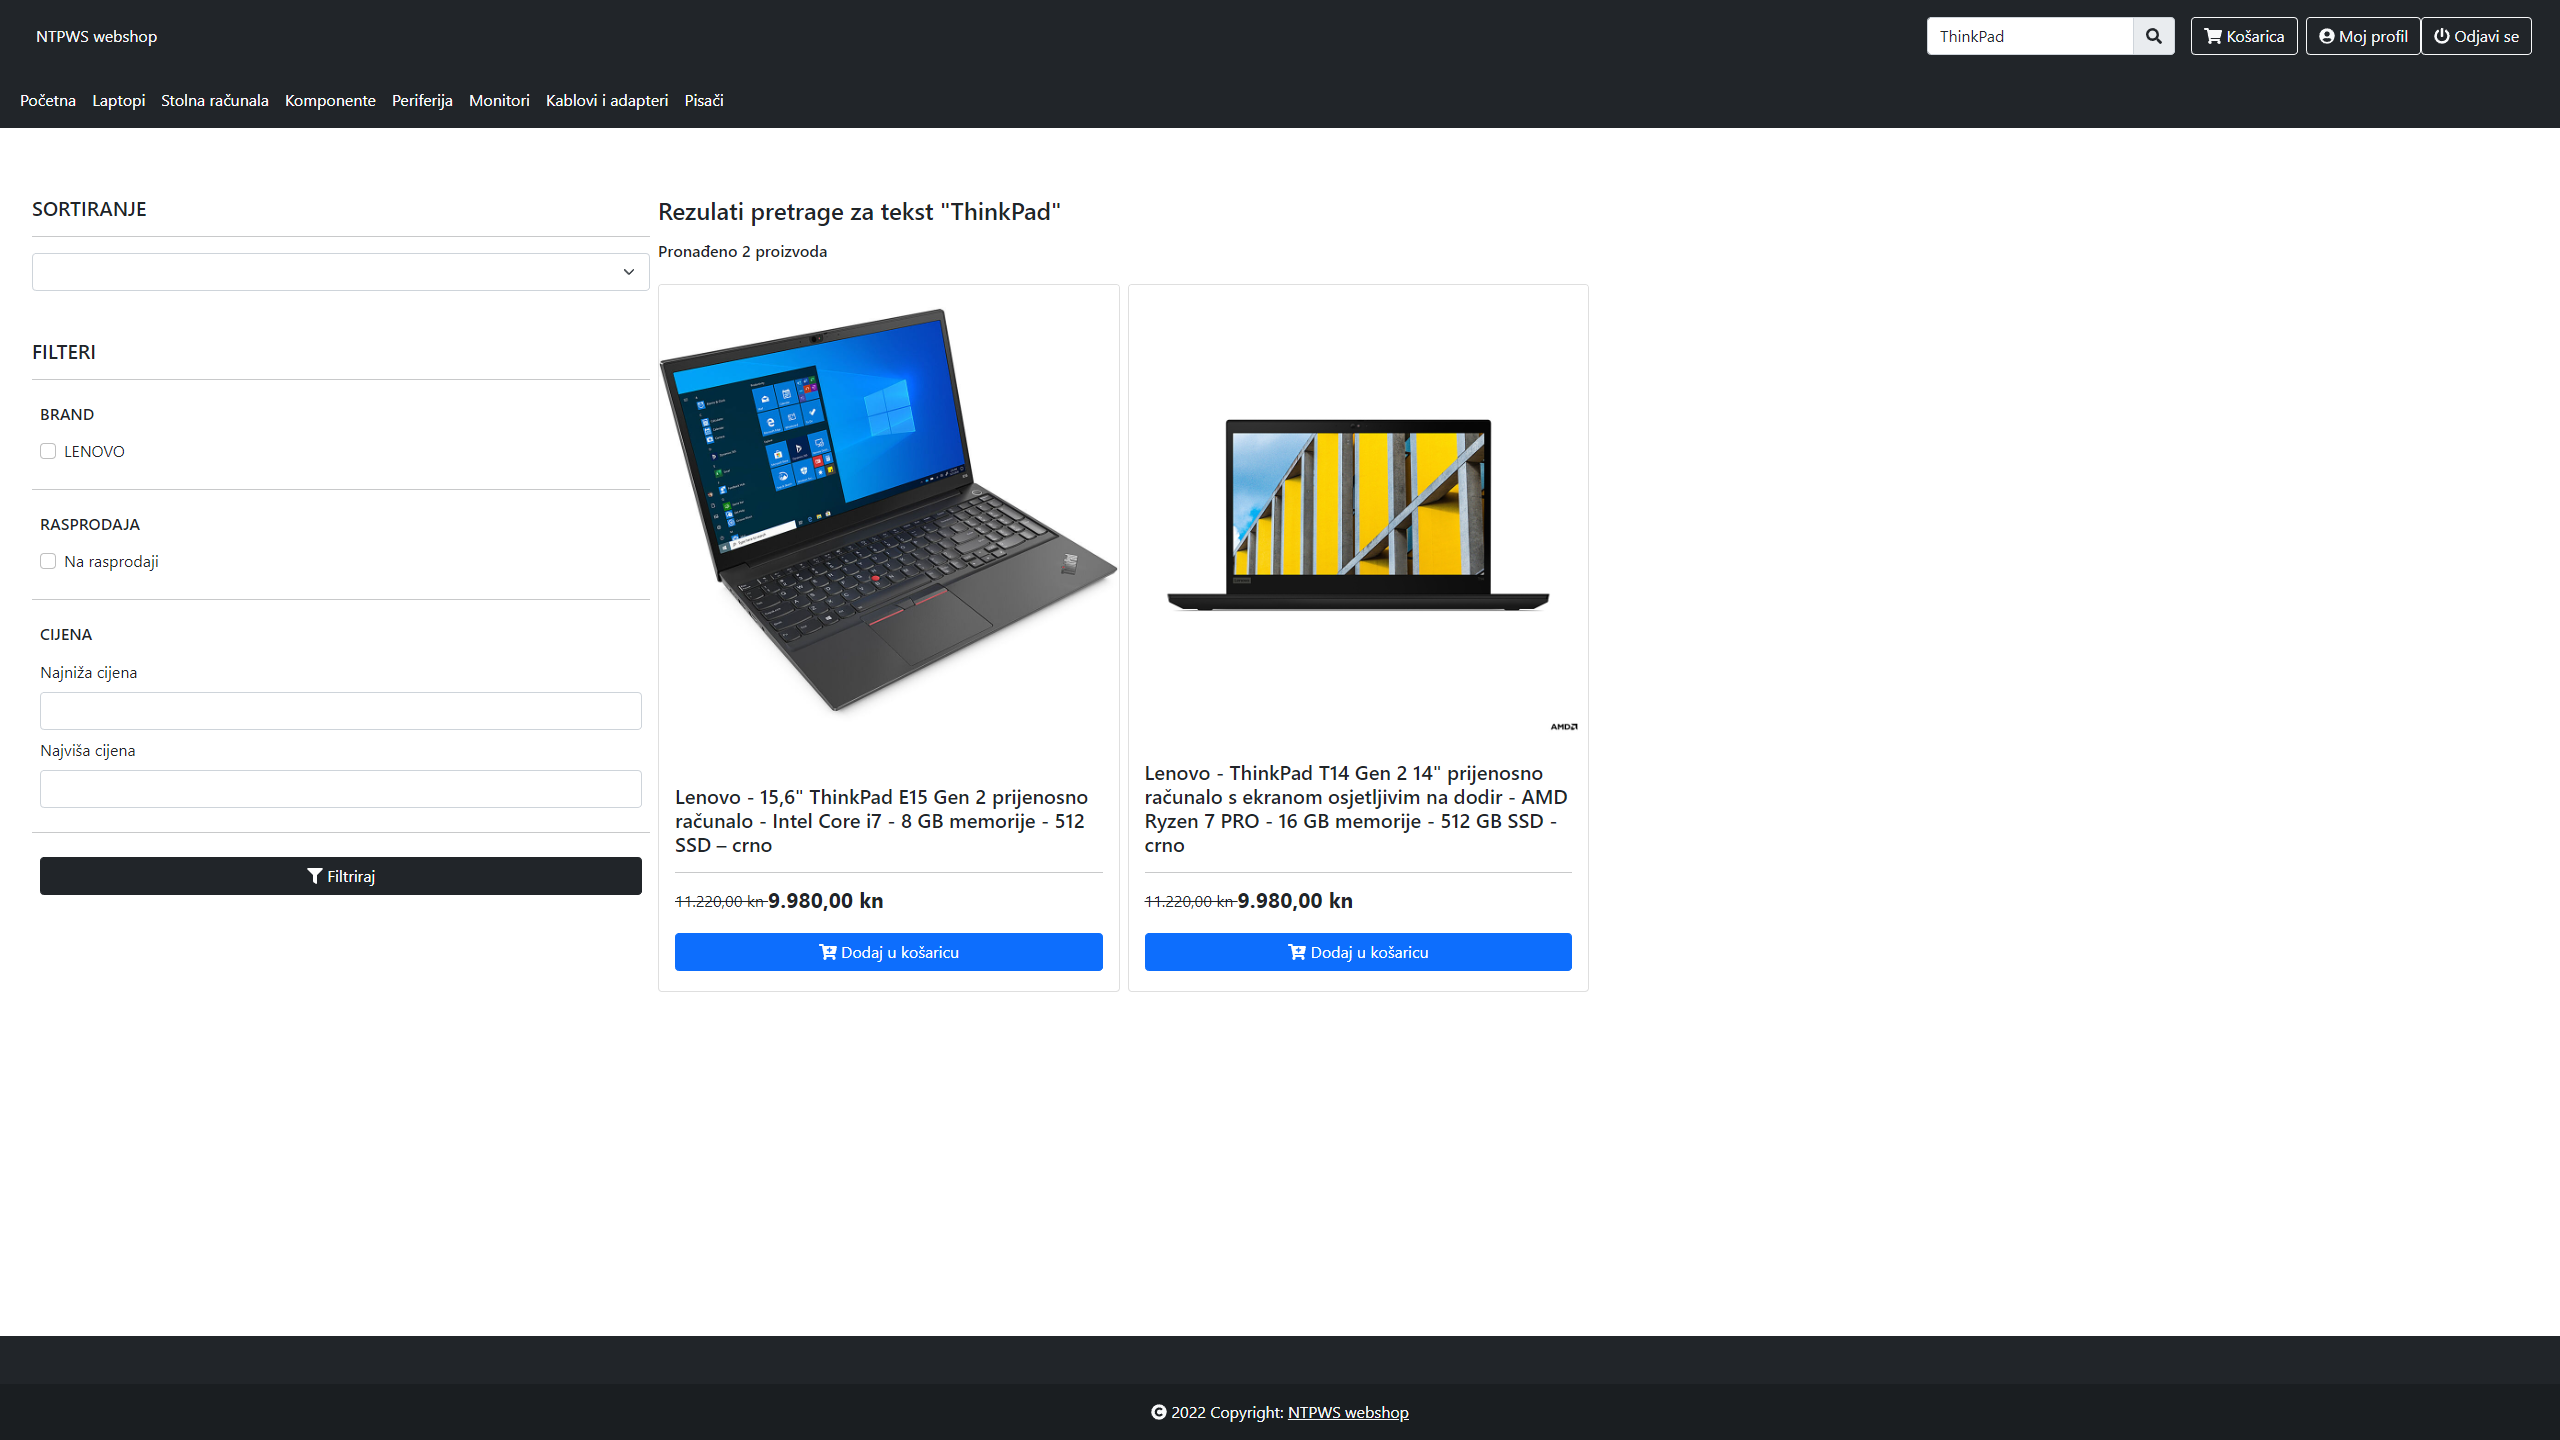 NTPWS webshop
ThinkPad
Košarica
Moj profil
Odjavi se
Početna
Laptopi
Stolna računala
Komponente
Periferija
Monitori
Kablovi i adapteri
Pisači
SORTIRANJE
FILTERI
BRAND
LENOVO
RASPRODAJA
Na rasprodaji
CIJENA
Najniža cijena
Najviša cijena
Filtriraj
Rezulati pretrage za tekst "ThinkPad"
Pronađeno 2 proizvoda
Lenovo - 15,6" ThinkPad E15 Gen 2 prijenosno
računalo - Intel Core i7 - 8 GB memorije - 512
SSD – crno
11.220,00 kn 9.980,00 kn
Dodaj u košaricu
AMD
Lenovo - ThinkPad T14 Gen 2 14" prijenosno
računalo s ekranom osjetljivim na dodir - AMD
Ryzen 7 PRO - 16 GB memorije - 512 GB SSD -
crno
11.220,00 kn 9.980,00 kn
Dodaj u košaricu
© 2022 Copyright: NTPWS webshop